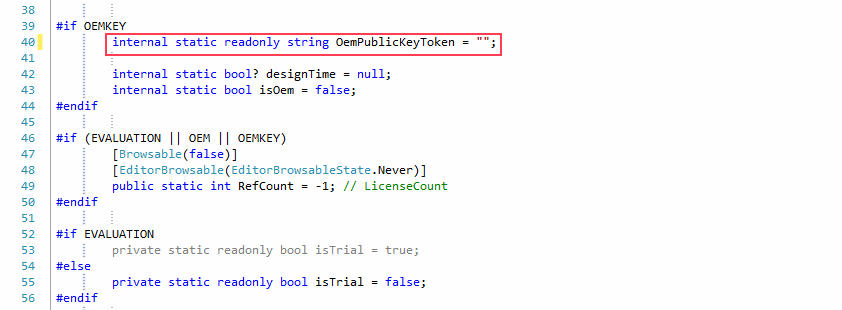 38
39 #if OEMKEY
40 internal static readonly string OemPublicKeyToken = "";
41
42 internal static bool? designTime = null;
43 internal static bool isOem = false;
44 #endif
45
46 #if (EVALUATION || OEM || OEMKEY)
47 [Browsable(false)]
48 [EditorBrowsable(EditorBrowsableState.Never)]
49 public static int RefCount = -1; // LicenseCount
50 #endif
51
52 #if EVALUATION
53 private static readonly bool isTrial = true;
54 #else
55 private static readonly bool isTrial = false;
56 #endif